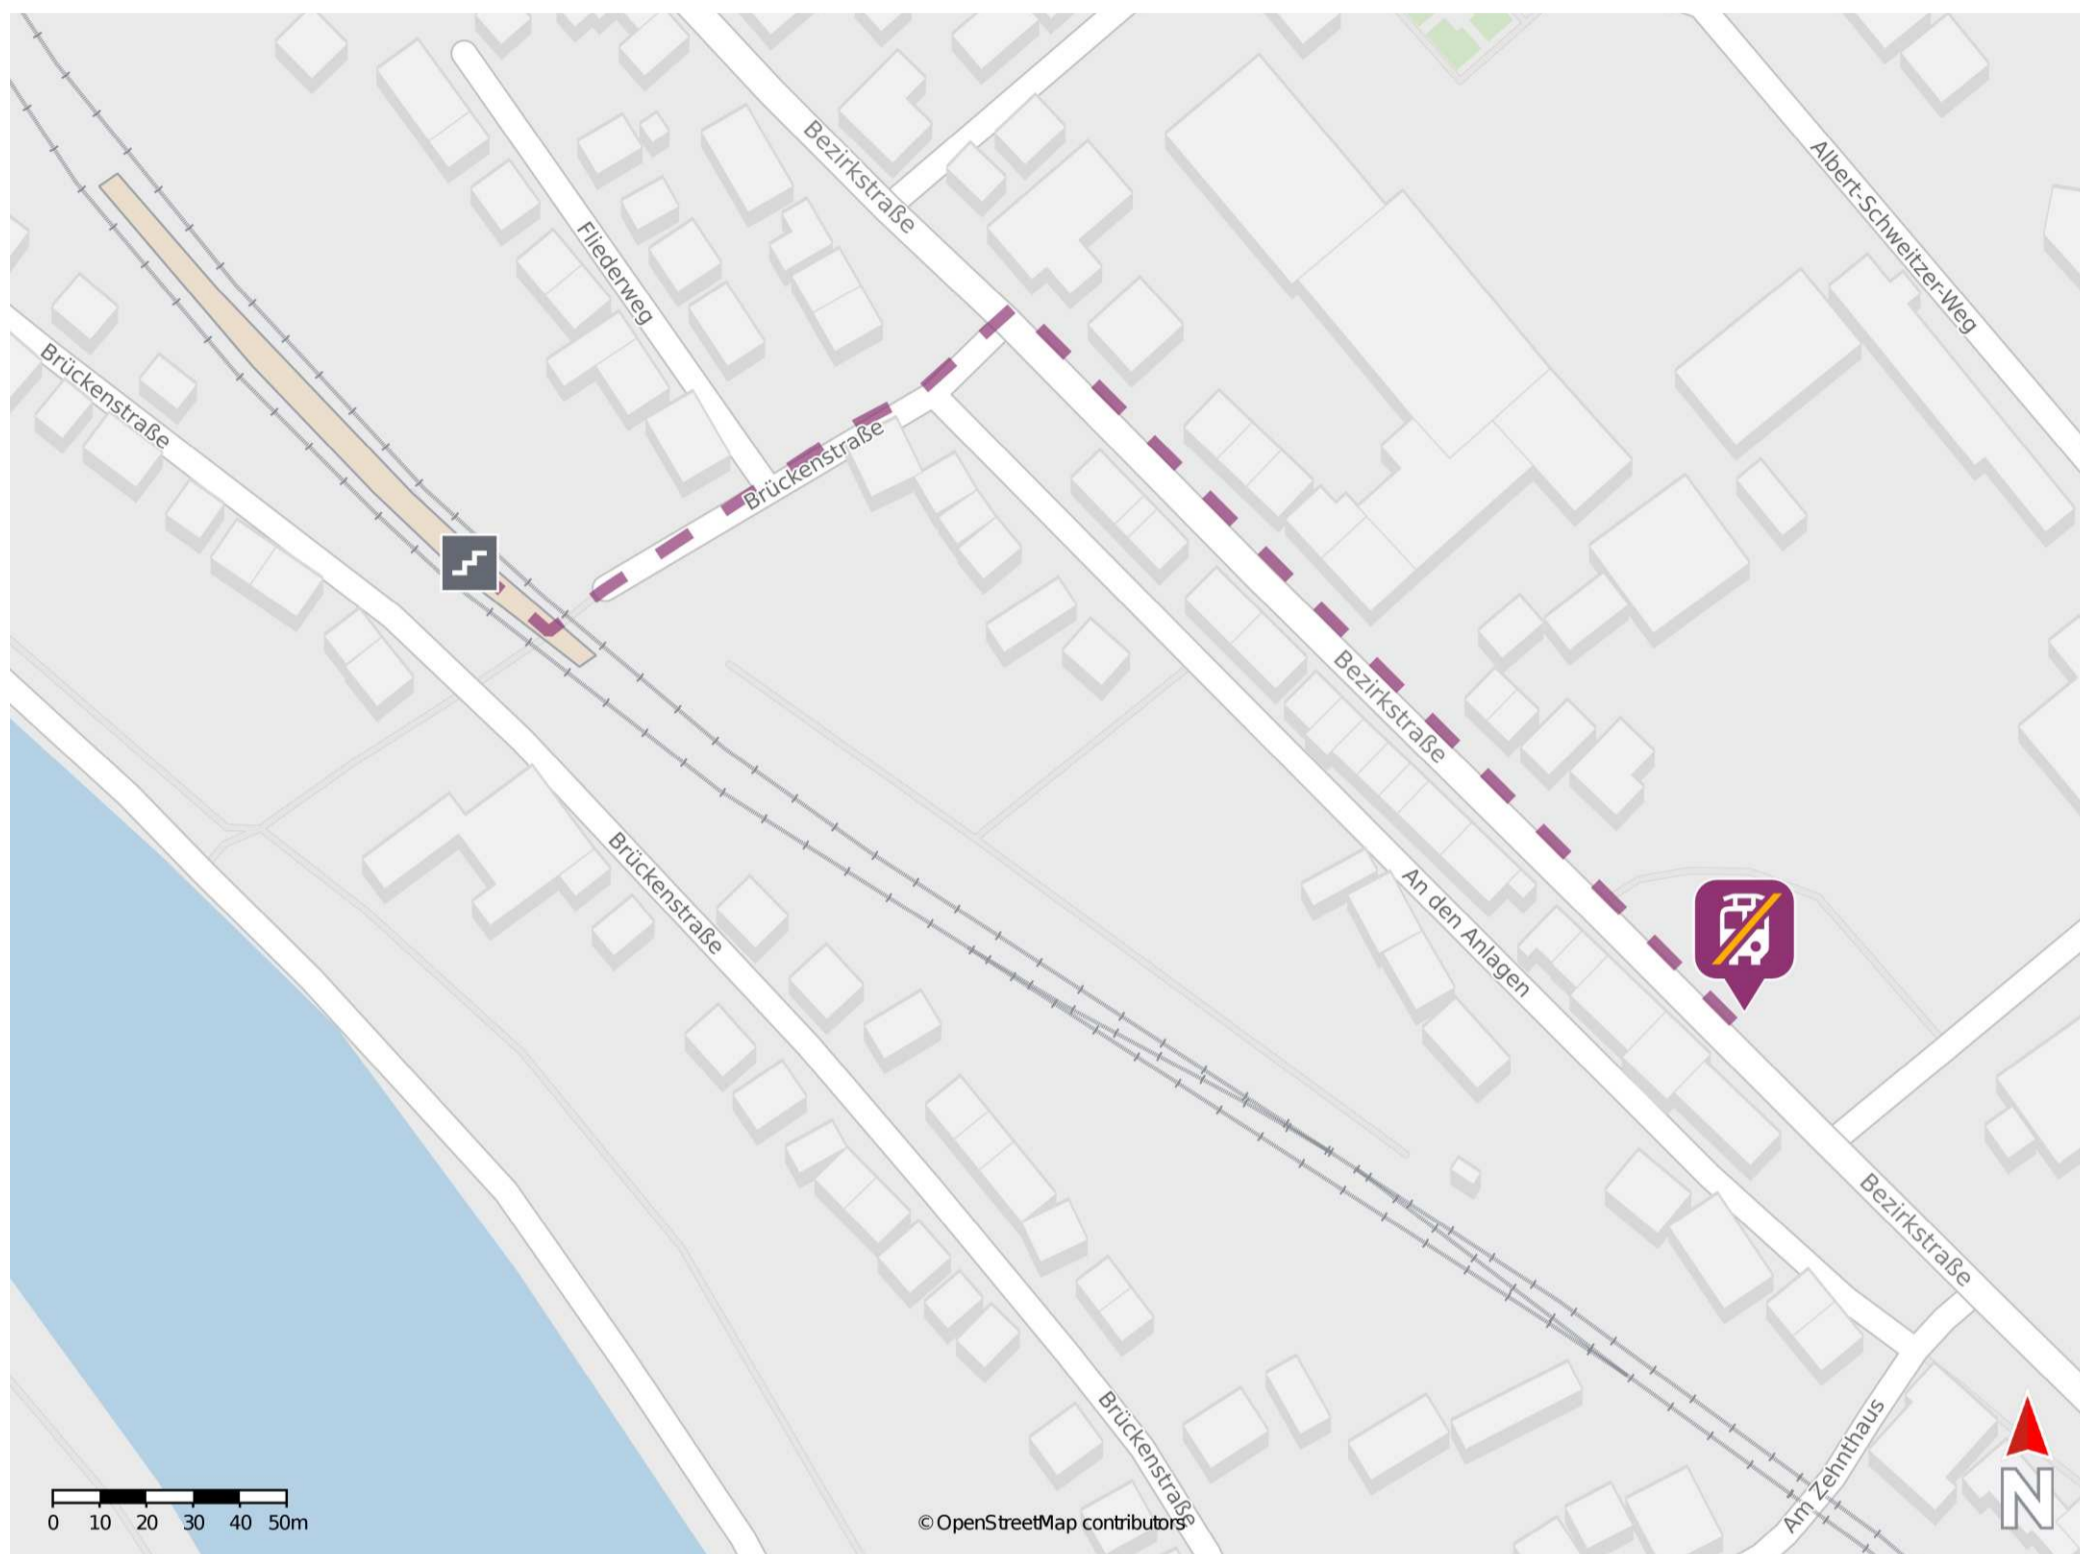 Bezirkstraße
Albert-Schweitzer-Weg
Fliederweg
Brückenstraße
Brückenstraße
Bezirkstraße
Brückenstraße
An den Anlagen
Bezirkstraße
Brückenstraße
Am Zehnthaus
N
0 10 20 30 40 50m
© OpenStreetMap contributors